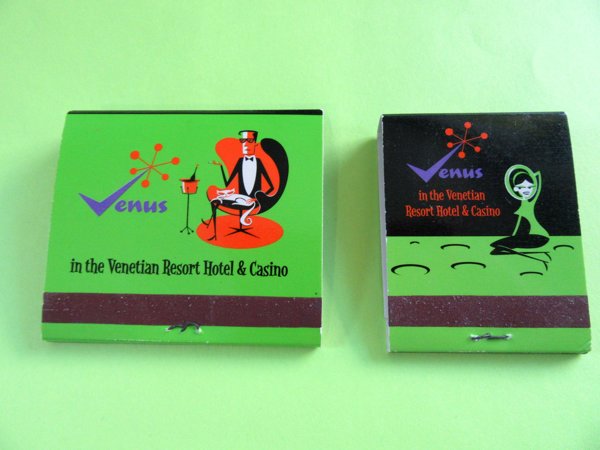 Venus
in the Venetian Resort Hotel & Casino
Venus
in the Venetian
Resort Hotel & Casino